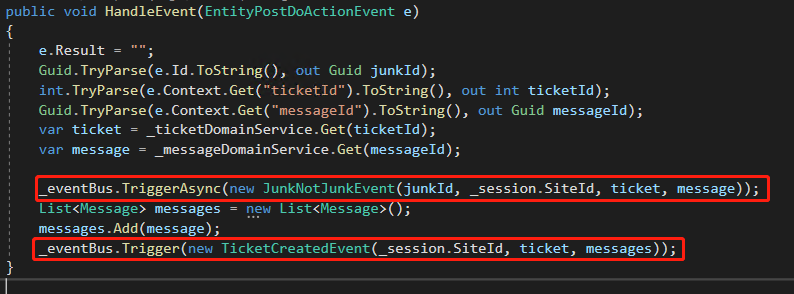 public void HandleEvent(EntityPostDoActionEvent e)
{
e.Result = "";
Guid.TryParse(e.Id.ToString(), out Guid junkId);
int.TryParse(e.Context.Get("ticketId").ToString(), out int ticketId);
Guid.TryParse(e.Context.Get("messageId").ToString(), out Guid messageId);
var ticket = _ticketDomainService.Get(ticketId);
var message = _messageDomainService.Get(messageId);
_eventBus.TriggerAsync(new JunkNotJunkEvent(junkId, _session.SiteId, ticket, message));
List<Message> messages = new List<Message>();
messages.Add(message);
_eventBus.Trigger(new TicketCreatedEvent(_session.SiteId, ticket, messages));
}